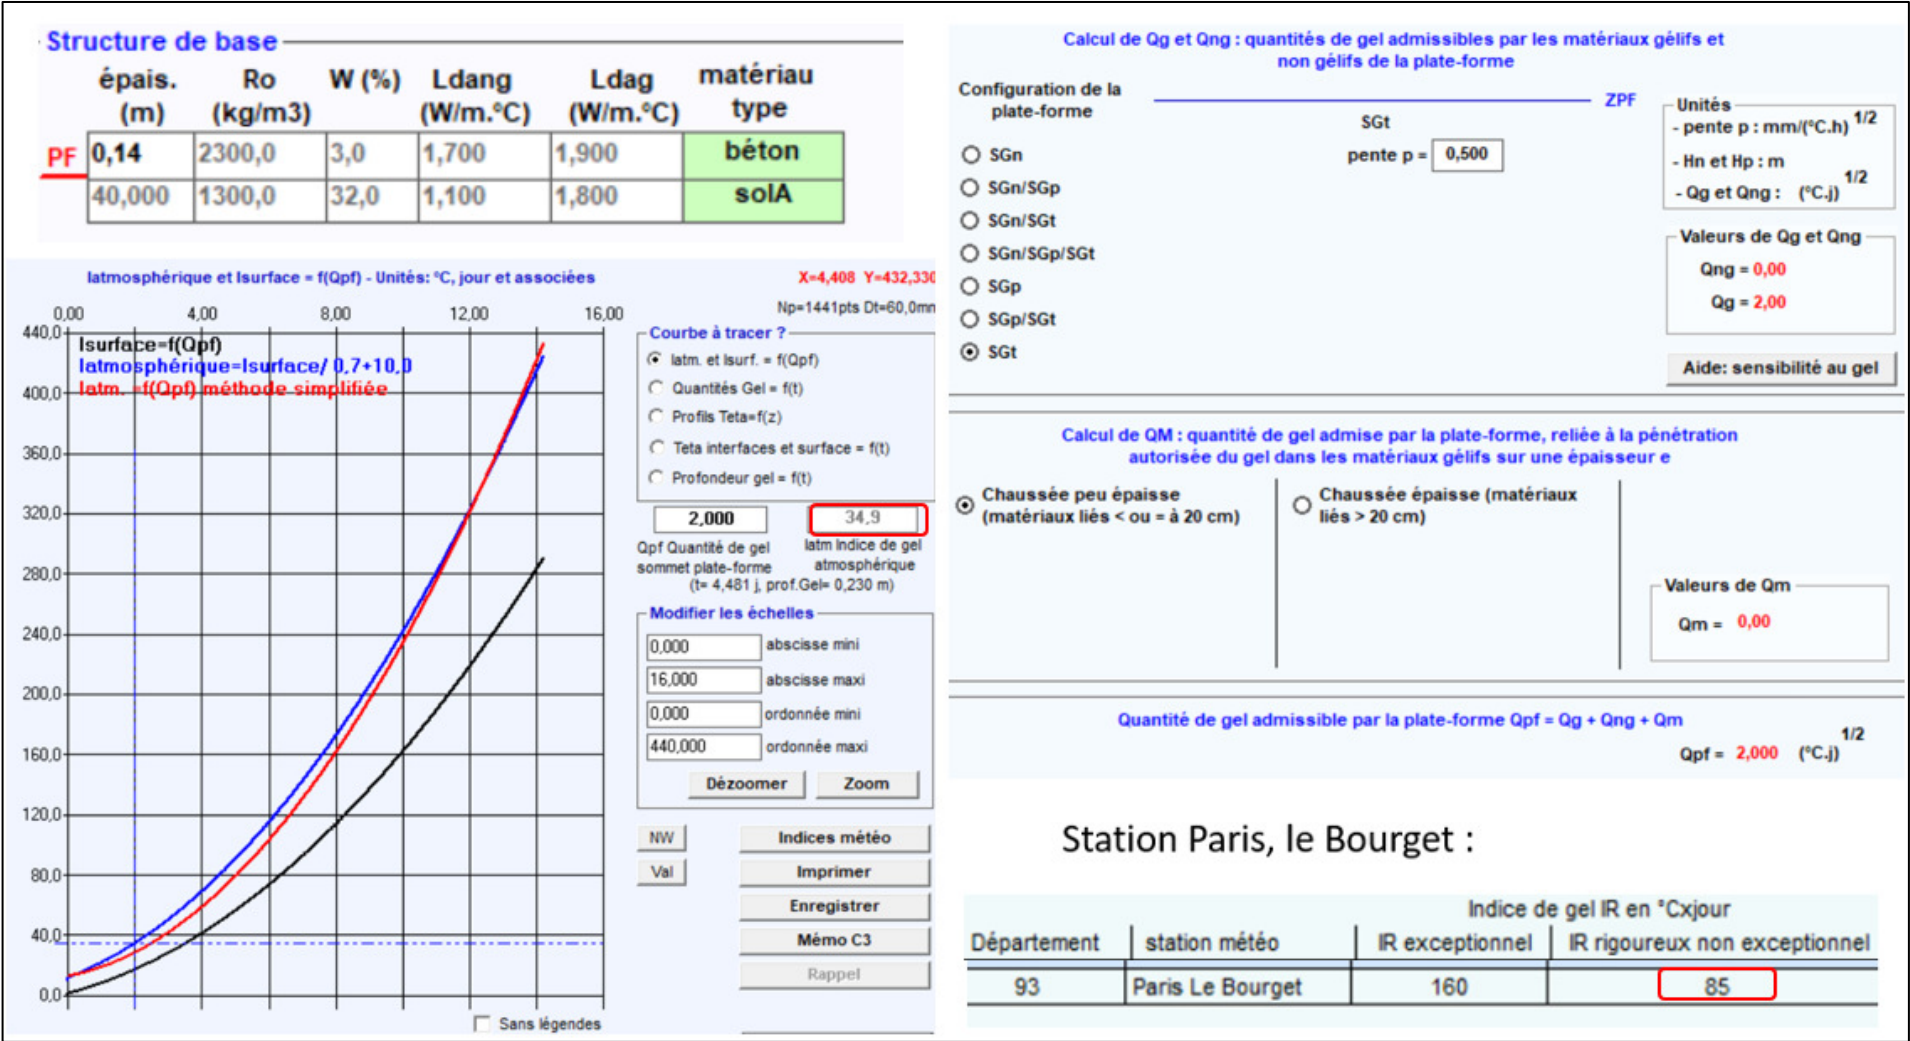 Structure de base
épais. (m) Ro (kg/m3) W (%) Ldang (W/m.°C) Ldag (W/m.°C) matériau type
PF 0,14 2300,0 3,0 1,700 1,900 béton
40,000 1300,0 32,0 1,100 1,800 solA
Iatmosphérique et Isurface = f(Qpf) - Unités: °C, jour et associées
X=4,408 Y=432,330
Np=1441pts Dt=60,0mn
0,00 4,00 8,00 12,00 16,00
440,0
400,0
360,0
320,0
280,0
240,0
200,0
160,0
120,0
80,0
40,0
0,0
Isurface=f(Qpf)
Iatmosphérique=Isurface/ 0,7+10,0
Iatm. =f(Qpf) méthode simplifiée
Sans légendes
Courbe à tracer ?
Iatm. et Isurf. = f(Qpf)
Quantités Gel = f(t)
Profils Teta=f(z)
Teta interfaces et surface = f(t)
Profondeur gel = f(t)
2,000 34,9
Qpf Quantité de gel sommet plate-forme
Iatm Indice de gel atmosphérique
(t= 4,481 j, prof.Gel= 0,230 m)
Modifier les échelles
0,000 abscisse mini
16,000 abscisse maxi
0,000 ordonnée mini
440,000 ordonnée maxi
Dézoomer Zoom
NW Indices météo
Val Imprimer
Enregistrer
Mémo C3
Rappel
Calcul de Qg et Qng : quantités de gel admissibles par les matériaux gélifs et
non gélifs de la plate-forme
Configuration de la
plate-forme
ZPF
SGn
SGn/SGp
SGn/SGt
SGn/SGp/SGt
SGp
SGp/SGt
SGt
SGt
pente p = 0,500
Unités
- pente p : mm/(°C.h) 1/2
- Hn et Hp : m
- Qg et Qng : (°C.j) 1/2
Valeurs de Qg et Qng
Qng = 0,00
Qg = 2,00
Aide: sensibilité au gel
Calcul de QM : quantité de gel admise par la plate-forme, reliée à la pénétration
autorisée du gel dans les matériaux gélifs sur une épaisseur e
Chaussée peu épaisse
(matériaux liés < ou = à 20 cm)
Chaussée épaisse (matériaux
liés > 20 cm)
Valeurs de Qm
Qm = 0,00
Quantité de gel admissible par la plate-forme Qpf = Qg + Qng + Qm
Qpf = 2,000 (°C.j) 1/2
Station Paris, le Bourget :
Indice de gel IR en °Cxjour
Département station météo IR exceptionnel IR rigoureux non exceptionnel
93 Paris Le Bourget 160 85